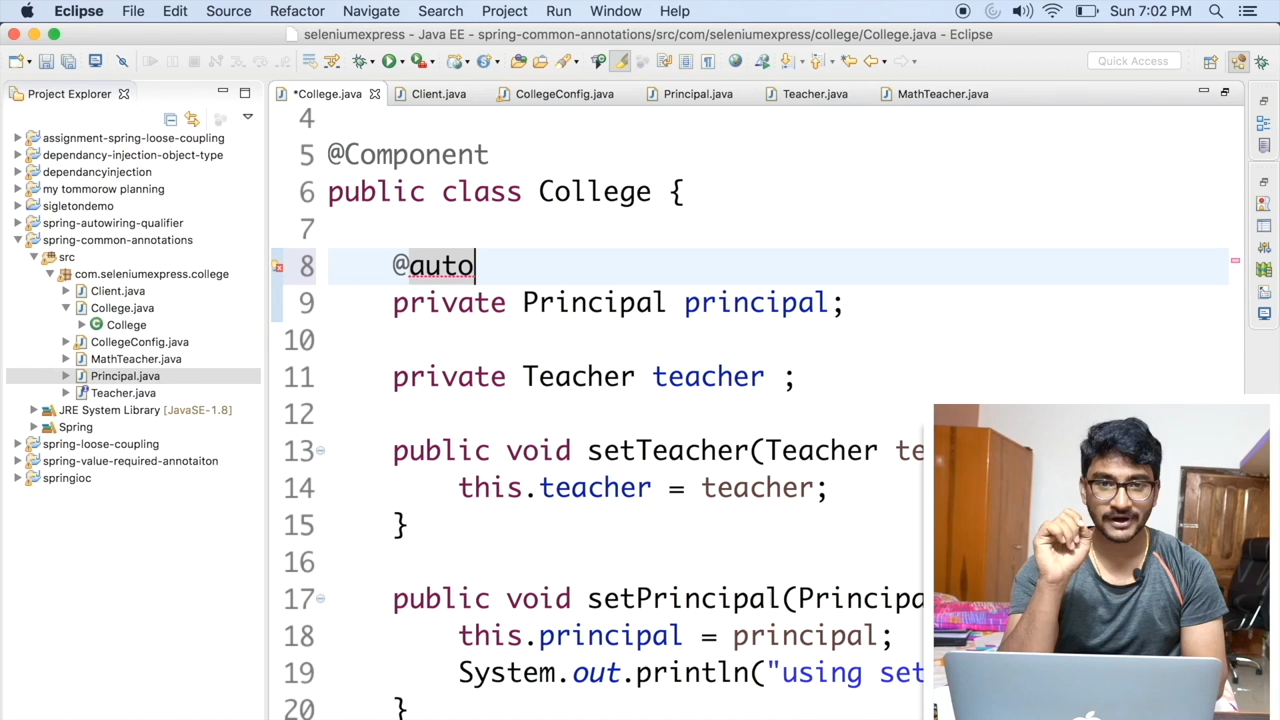 Eclipse File Edit Source Refactor Navigate Search Project Run Window Help Sun 7:02 PM
seleniumexpress - Java EE - spring-common-annotations/src/com/seleniumexpress/college/College.java - Eclipse
Quick Access
Project Explorer
*College.java Client.java CollegeConfig.java Principal.java Teacher.java MathTeacher.java
assignment-spring-loose-coupling
dependancy-injection-object-type
dependancyinjection
my tommorow planning
sigletondemo
spring-autowiring-qualifier
spring-common-annotations
src
com.seleniumexpress.college
Client.java
College.java
College
CollegeConfig.java
MathTeacher.java
Principal.java
Teacher.java
JRE System Library [JavaSE-1.8]
Spring
spring-loose-coupling
spring-value-required-annotaiton
springioc
4
5 @Component
6 public class College {
7
8 @auto
9 private Principal principal;
10
11 private Teacher teacher ;
12
13 public void setTeacher(Teacher te
14 this.teacher = teacher;
15 }
16
17 public void setPrincipal(Principa
18 this.principal = principal;
19 System.out.println("using set
20 }